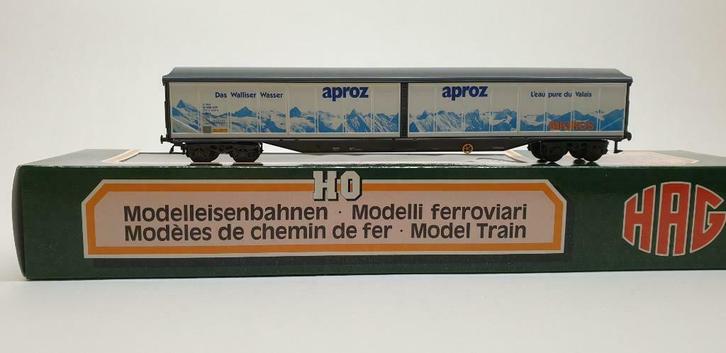 Das Walliser Wasser aproz aproz L'eau pure du Valais
MIGROS
HO
Modelleisenbahnen · Modelli ferroviari
Modèles de chemin de fer · Model Train
HAG